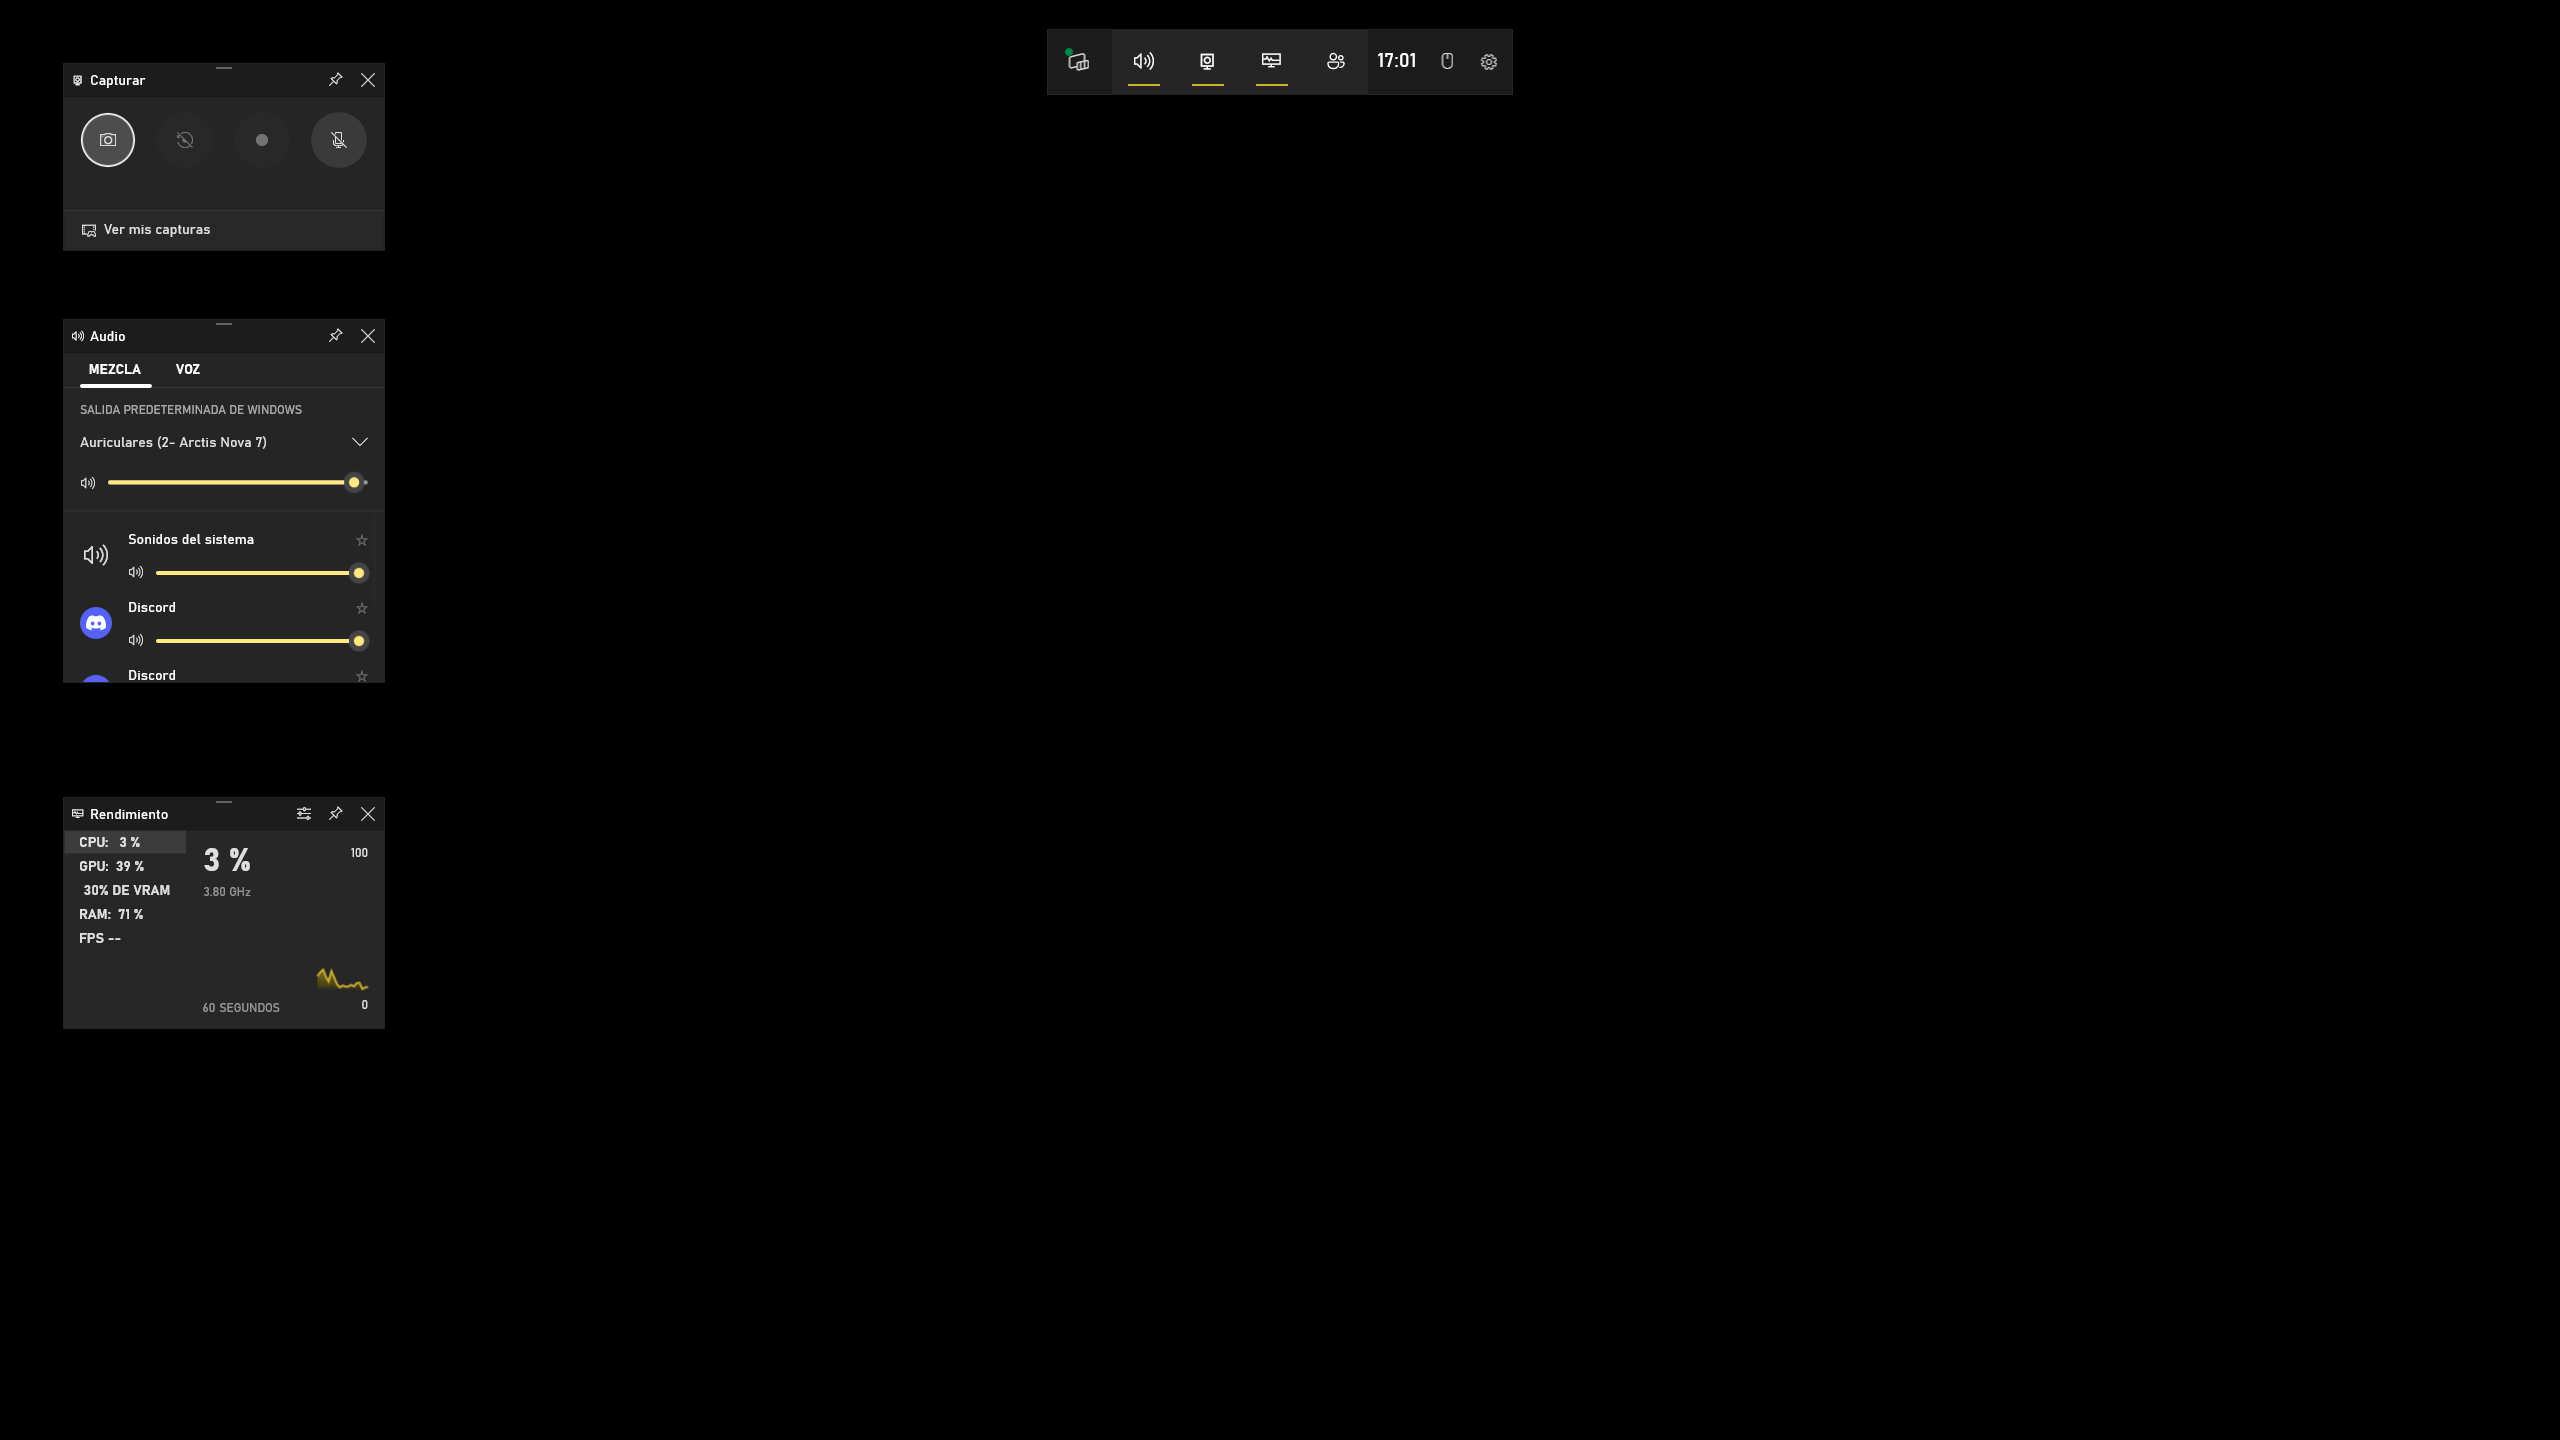 17:01
Capturar
Ver mis capturas
Audio
MEZCLA VOZ
SALIDA PREDETERMINADA DE WINDOWS
Auriculares (2- Arctis Nova 7)
Sonidos del sistema
Discord
Discord
Rendimiento
CPU: 3 %
GPU: 39 %
30% DE VRAM
RAM: 71 %
FPS --
3 %
3.80 GHz
100
60 SEGUNDOS
0